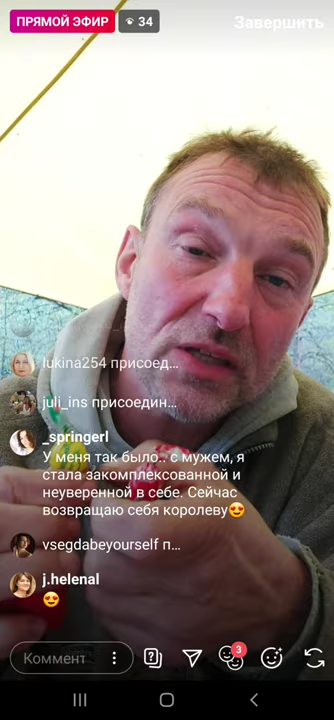 ПРЯМОЙ ЭФИР
34
Завершить
lukina254 присоед...
juli_ins присоедин...
_springerl
У меня так было.. с мужем, я
стала закомплексованной и
неуверенной в себе. Сейчас
возвращаю себя королеву😍
vsegdabeyourself п...
j.helenal
😍
Коммент
3